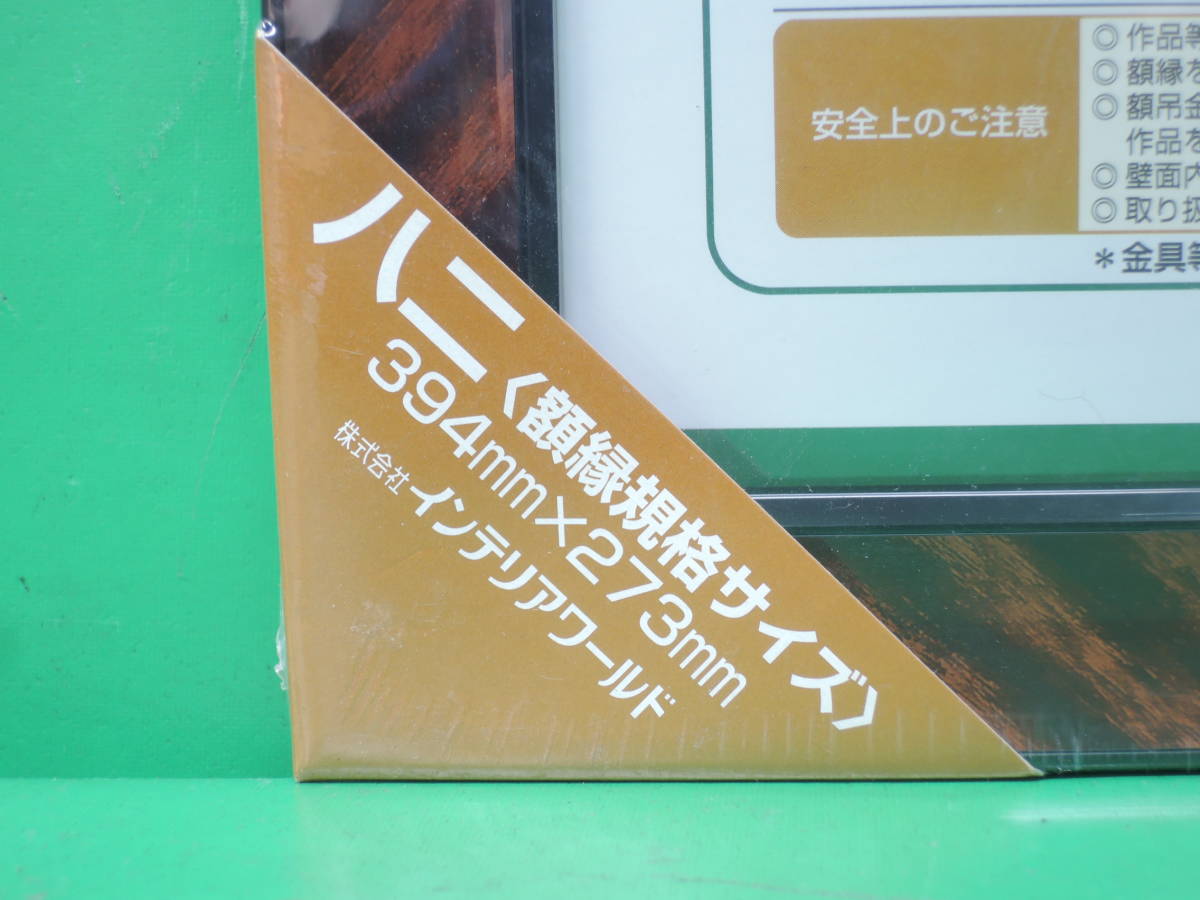 ハニ〈額縁規格サイズ〉
394mm×273mm
株式会社 インテリアワールド
安全上のご注意
◎ 作品等
◎ 額縁を
◎ 額吊金
作品を
◎ 壁面内
◎ 取り扱
＊金具等